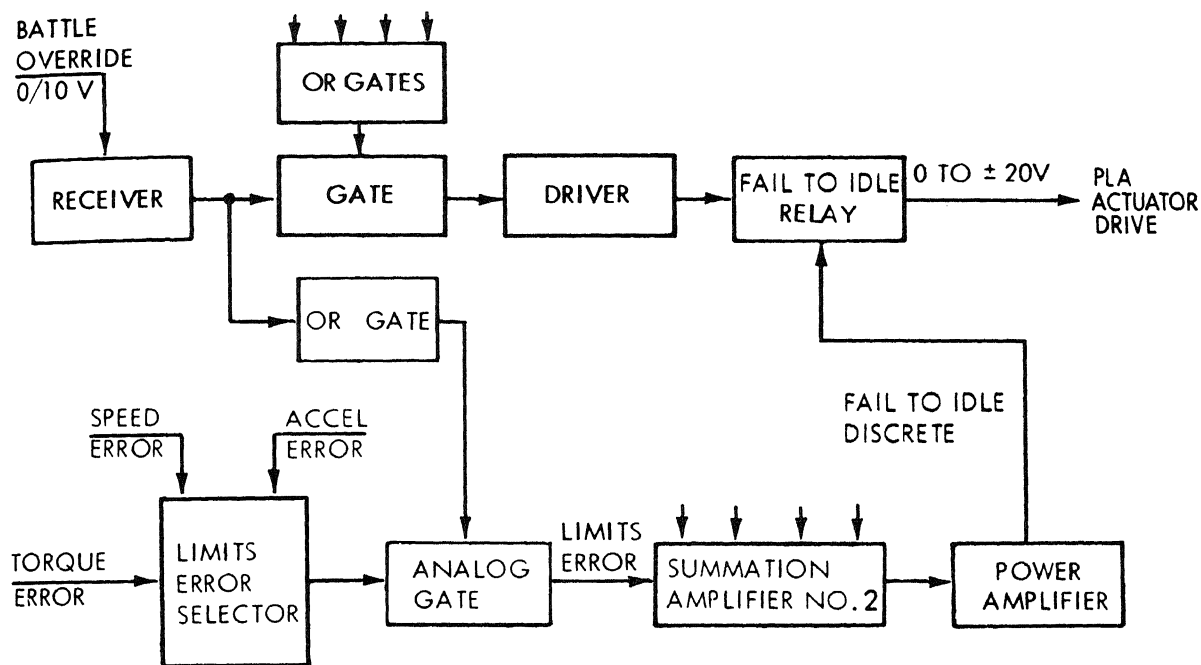 BATTLE
OVERRIDE
0/10 V
OR GATES
RECEIVER
GATE
DRIVER
FAIL TO IDLE
RELAY
0 TO ± 20V
PLA
ACTUATOR
DRIVE
OR GATE
FAIL TO IDLE
DISCRETE
SPEED
ERROR
ACCEL
ERROR
TORQUE
ERROR
LIMITS
ERROR
SELECTOR
ANALOG
GATE
LIMITS
ERROR
SUMMATION
AMPLIFIER NO. 2
POWER
AMPLIFIER